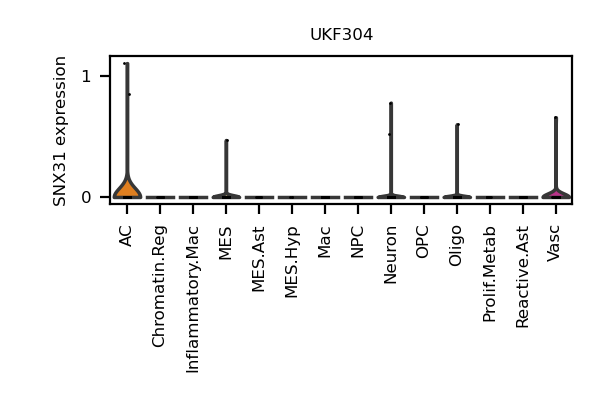 UKF304
SNX31 expression
1
0
AC
Chromatin.Reg
Inflammatory.Mac
MES
MES.Ast
MES.Hyp
Mac
NPC
Neuron
OPC
Oligo
Prolif.Metab
Reactive.Ast
Vasc